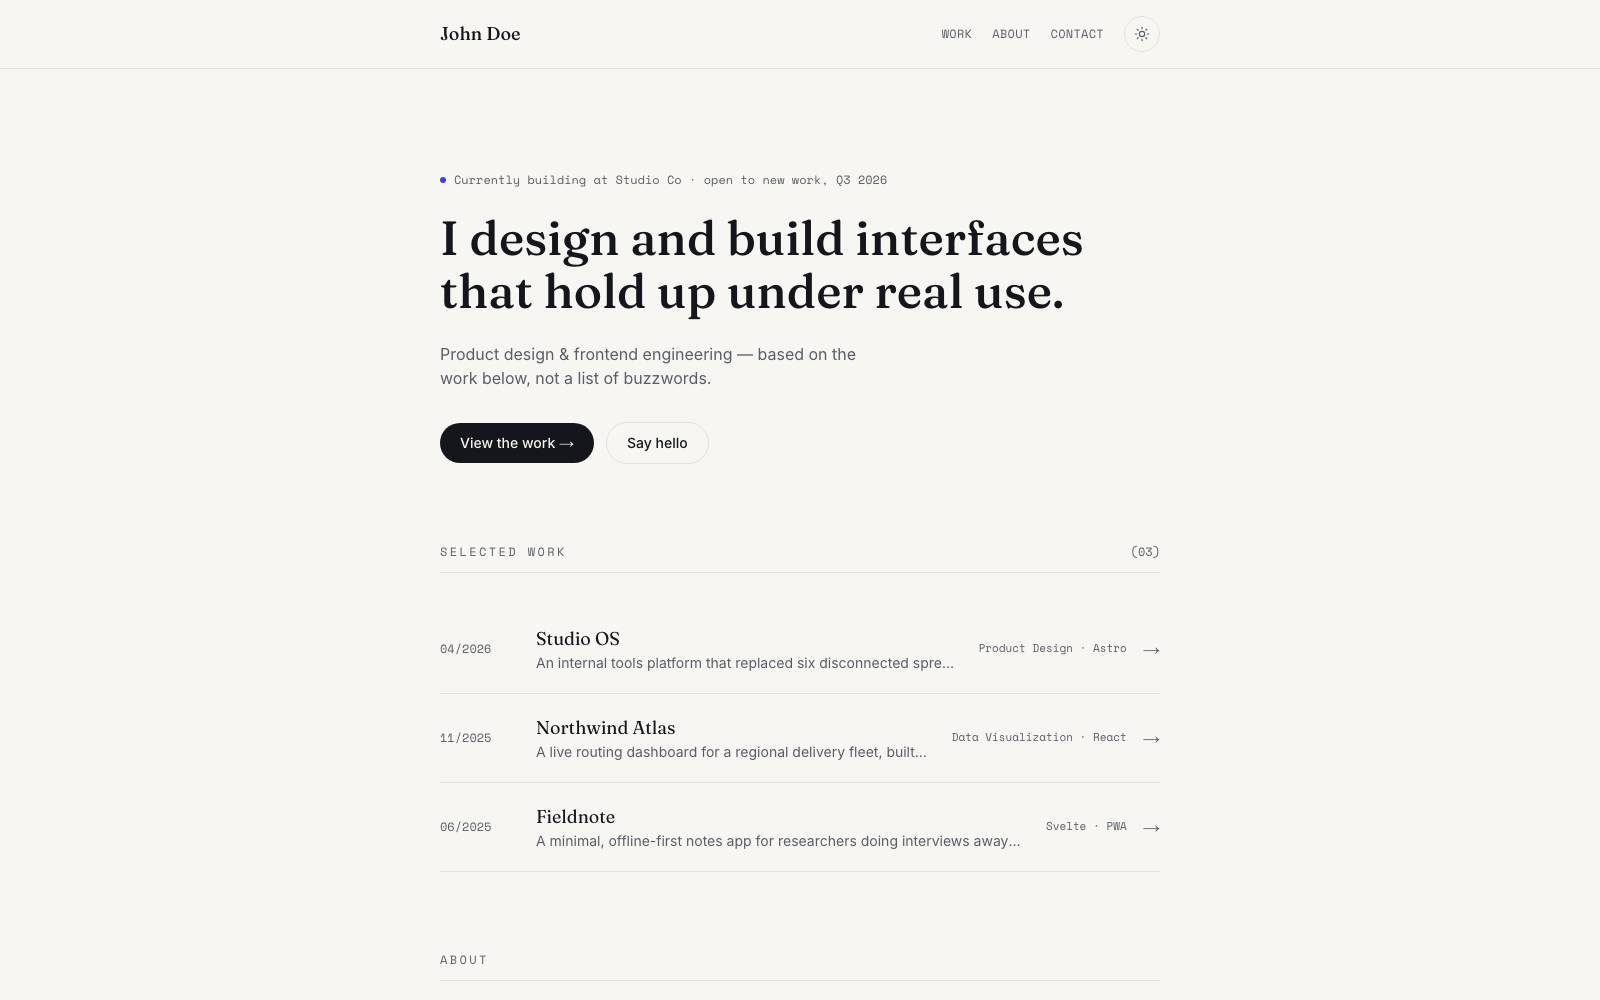 John Doe
WORK ABOUT CONTACT
Currently building at Studio Co · open to new work, Q3 2026
I design and build interfaces
that hold up under real use.
Product design & frontend engineering — based on the
work below, not a list of buzzwords.
View the work →
Say hello
SELECTED WORK (03)
04/2026
Studio OS
An internal tools platform that replaced six disconnected spre...
Product Design · Astro →
11/2025
Northwind Atlas
A live routing dashboard for a regional delivery fleet, built...
Data Visualization · React →
06/2025
Fieldnote
A minimal, offline-first notes app for researchers doing interviews away...
Svelte · PWA →
ABOUT